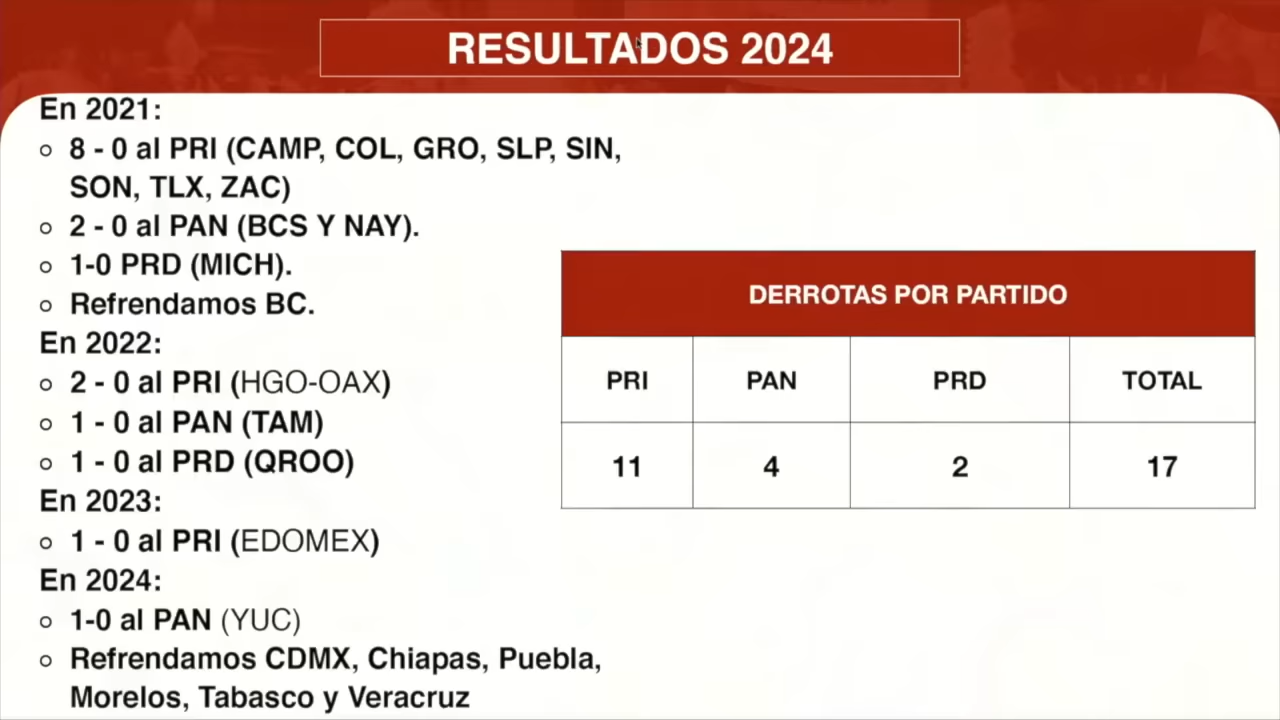 RESULTADOS 2024
En 2021:
8 - 0 al PRI (CAMP, COL, GRO, SLP, SIN,
SON, TLX, ZAC)
2 - 0 al PAN (BCS Y NAY).
1-0 PRD (MICH).
Refrendamos BC.
En 2022:
2 - 0 al PRI (HGO-OAX)
1 - 0 al PAN (TAM)
1 - 0 al PRD (QROO)
En 2023:
1 - 0 al PRI (EDOMEX)
En 2024:
1-0 al PAN (YUC)
Refrendamos CDMX, Chiapas, Puebla,
Morelos, Tabasco y Veracruz
DERROTAS POR PARTIDO
PRI PAN PRD TOTAL
11 4 2 17